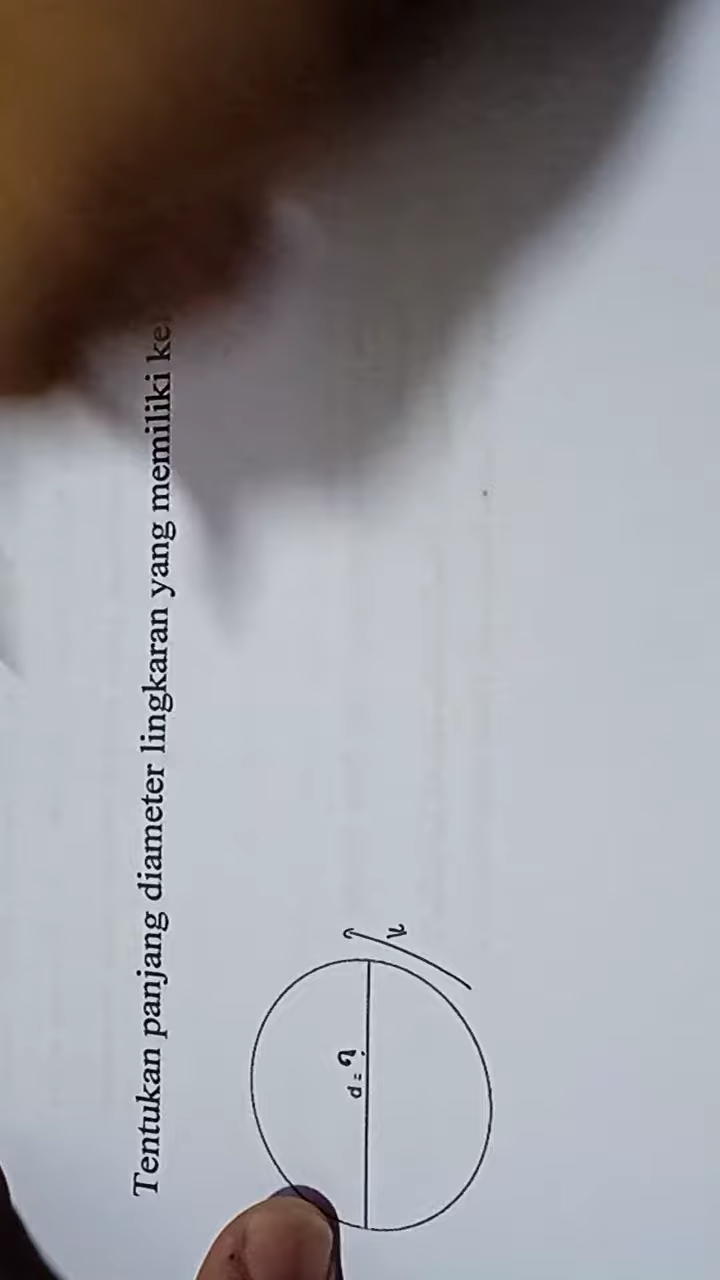 Tentukan panjang diameter lingkaran yang memiliki
d = ?
K